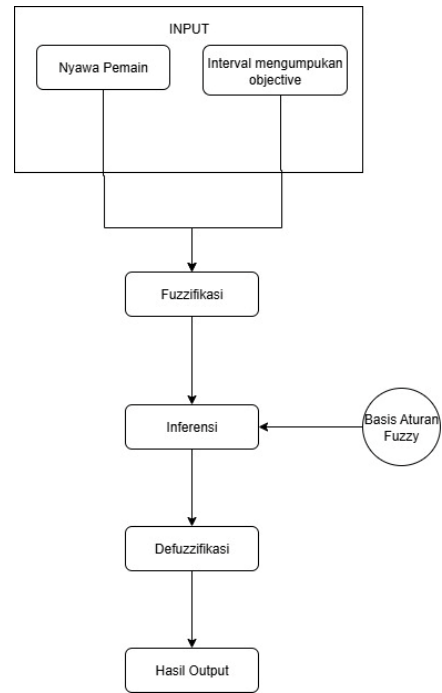 INPUT
Nyawa Pemain
Interval mengumpukan
objective
Fuzzifikasi
Inferensi
Basis Aturan
Fuzzy
Defuzzifikasi
Hasil Output